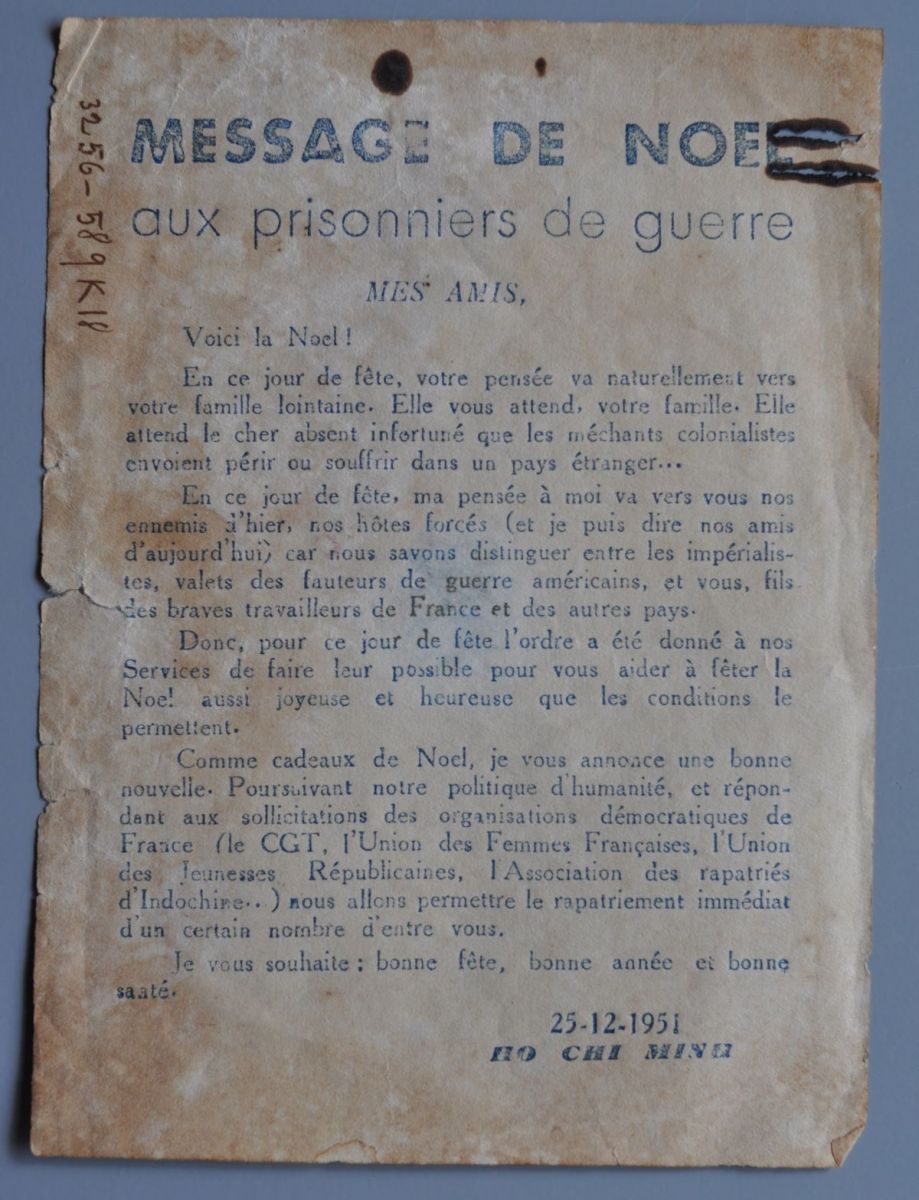 MESSAGE DE NOEL
aux prisonniers de guerre
MES AMIS,
Voici la Noel !
En ce jour de fête, votre pensée va naturellement vers
votre famille lointaine. Elle vous attend, votre famille. Elle
attend le cher absent infortuné que les méchants colonialistes
envoient périr ou souffrir dans un pays étranger...
En ce jour de fête, ma pensée à moi va vers vous nos
ennemis d'hier, nos hôtes forcés (et je puis dire nos amis
d'aujourd'hui) car nous savons distinguer entre les impérialis-
tes, valets des fauteurs de guerre américains, et vous, fils
des braves travailleurs de France et des autres pays.
Donc, pour ce jour de fête l'ordre a été donné à nos
Services de faire leur possible pour vous aider à fêter la
Noel aussi joyeuse et heureuse que les conditions le
permettent.
Comme cadeaux de Noel, je vous annonce une bonne
nouvelle. Poursuivant notre politique d'humanité, et répon-
dant aux sollicitations des organisations démocratiques de
France (le CGT, l'Union des Femmes Françaises, l'Union
des Jeunesses Républicaines, l'Association des rapatriés
d'Indochine..) nous allons permettre le rapatriement immédiat
d'un certain nombre d'entre vous.
Je vous souhaite : bonne fête, bonne année et bonne
santé.
25-12-1951
HO CHI MINH
3256-589K18